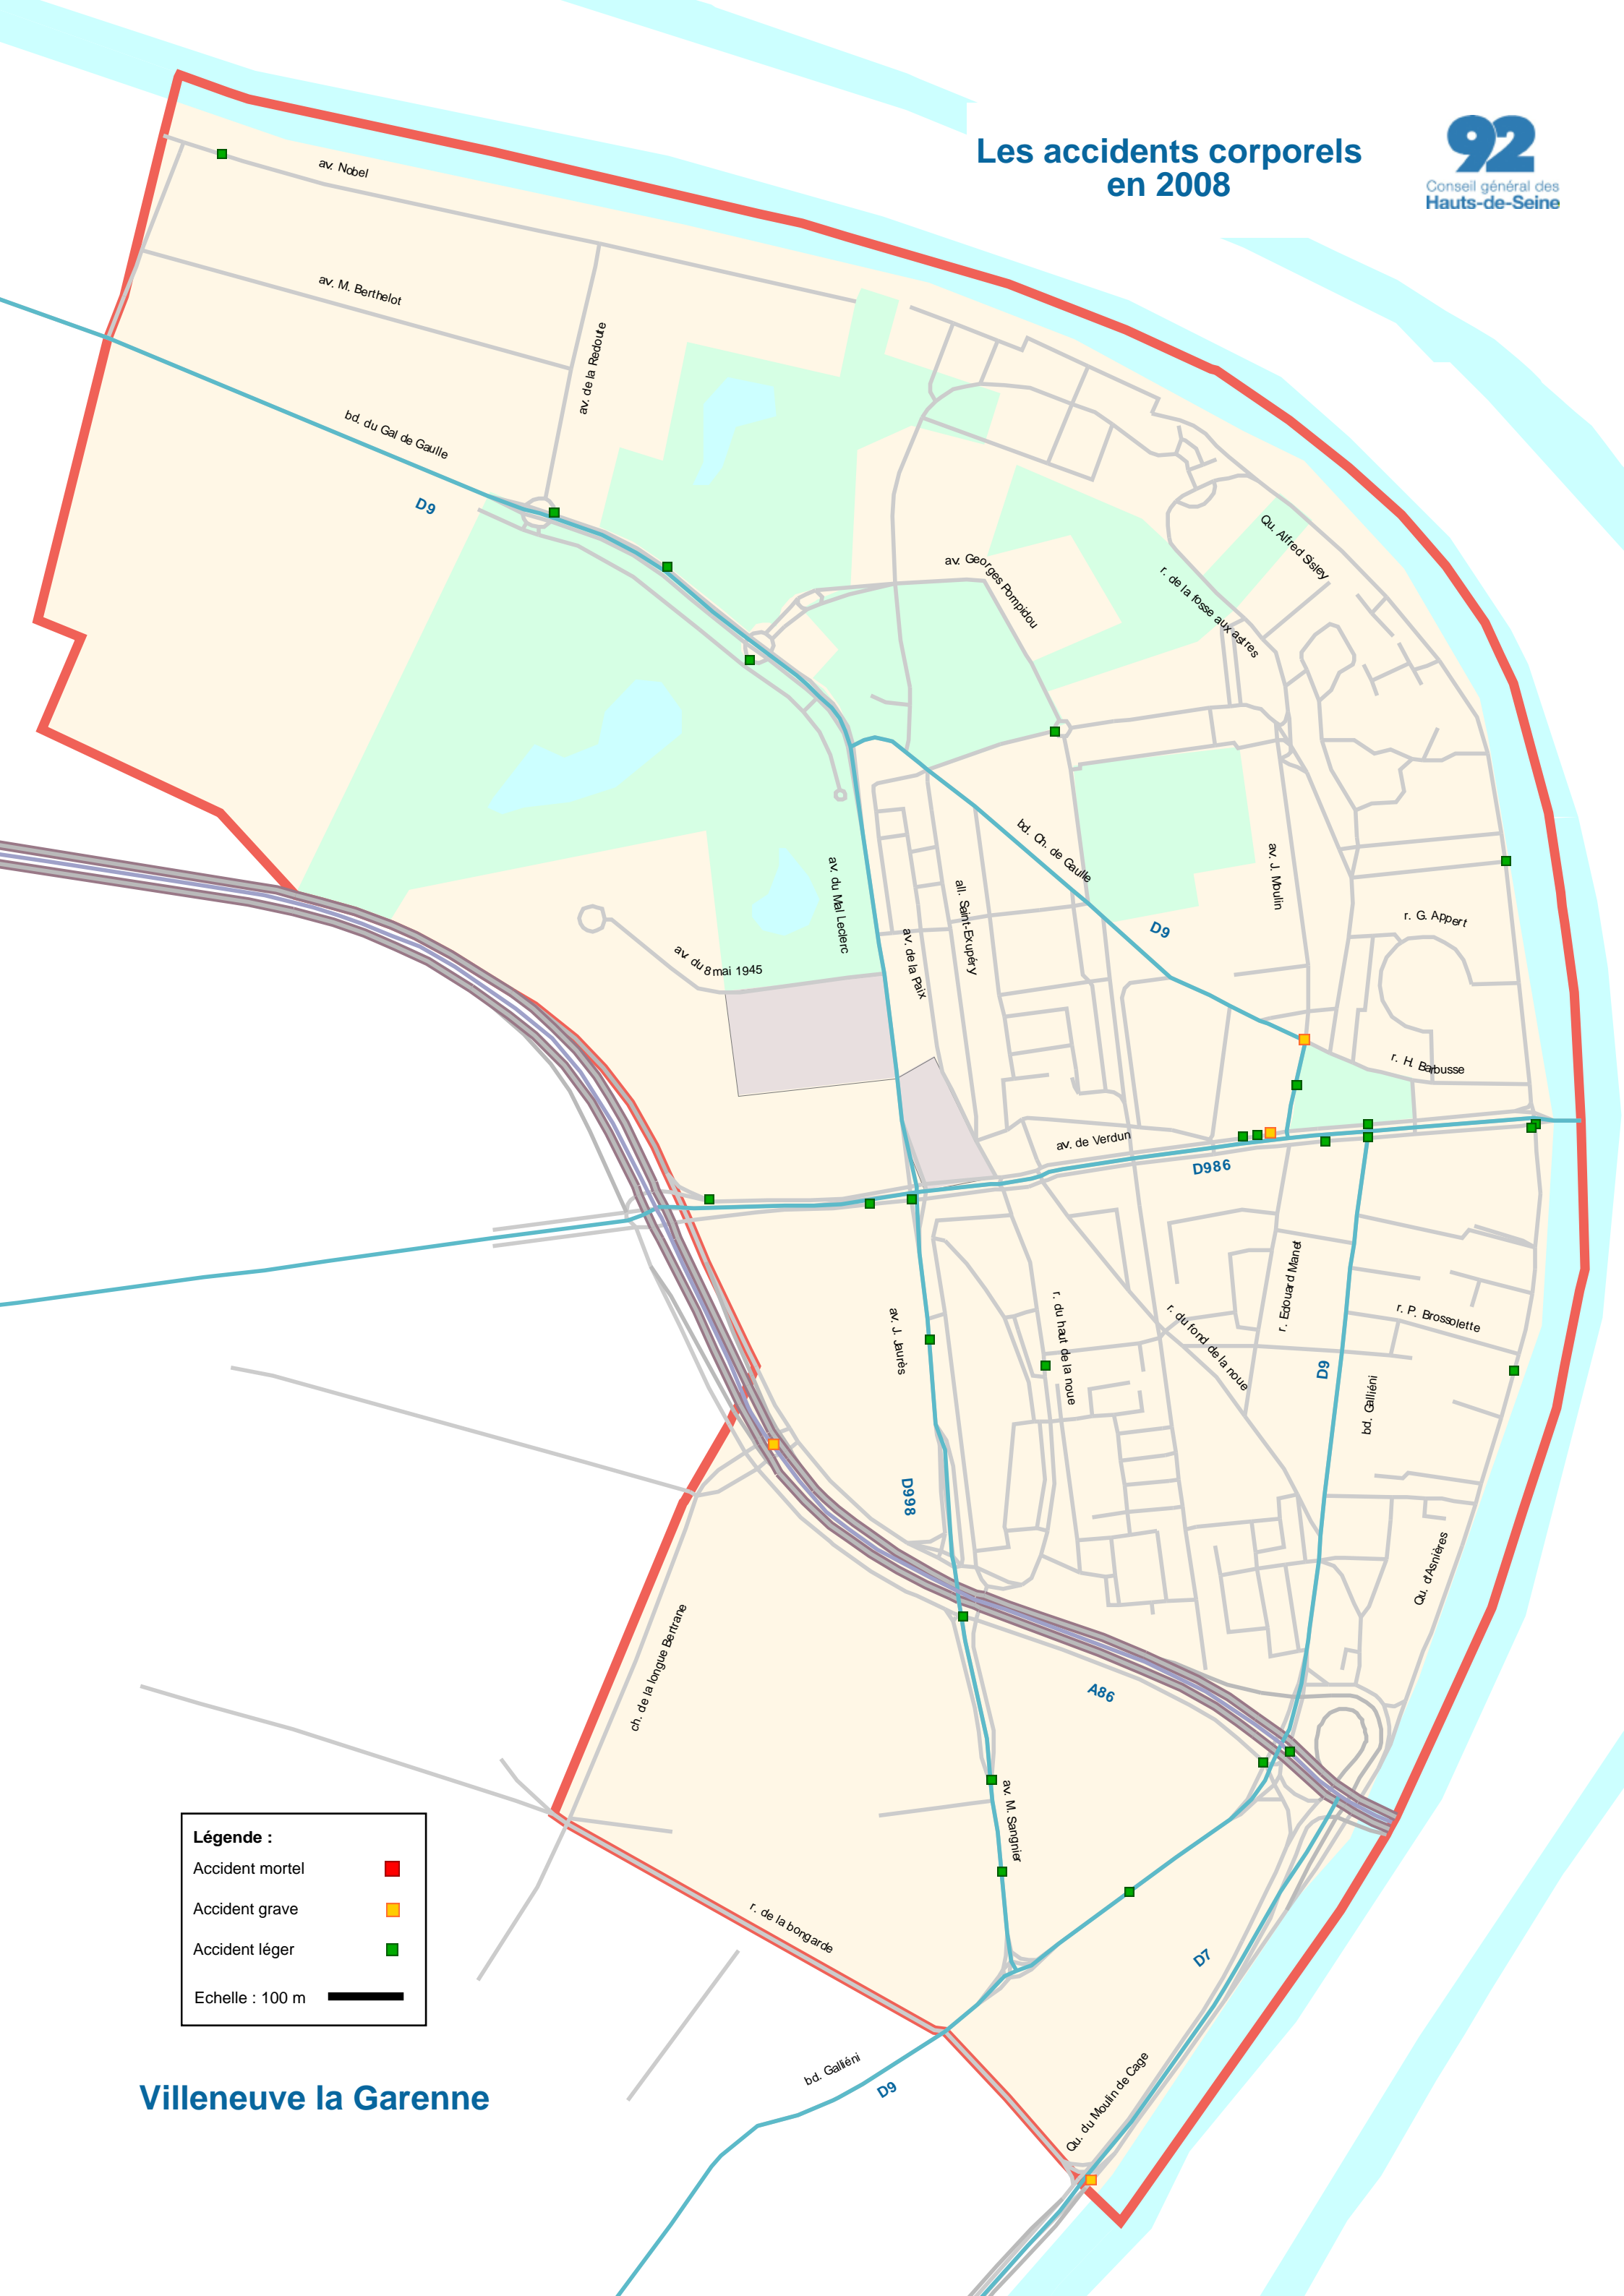 Les accidents corporels
en 2008
92
Conseil général des
Hauts-de-Seine
av. Nobel
av. M. Berthelot
av. de la Redoute
bd. du Gal de Gaulle
D9
Qu. Alfred Sisley
av. Georges Pompidou
r. de la fosse aux astres
bd. Ch. de Gaulle
av. J. Moulin
av. du Mal Leclerc
all. Saint-Exupéry
av. de la Paix
r. G. Appert
D9
av. du 8 mai 1945
r. H. Barbusse
av. de Verdun
D986
r. Edouard Manet
r. du haut de la noue
r. du fond de la noue
av. J. Jaurès
r. P. Brossolette
D9
bd. Galliéni
D998
Qu. d'Asnières
ch. de la longue Bertrane
A86
av. M. Sangnier
Légende :
Accident mortel
Accident grave
Accident léger
Echelle : 100 m
r. de la bongarde
D7
bd. Galliéni
D9
Qu. du Moulin de Cage
Villeneuve la Garenne